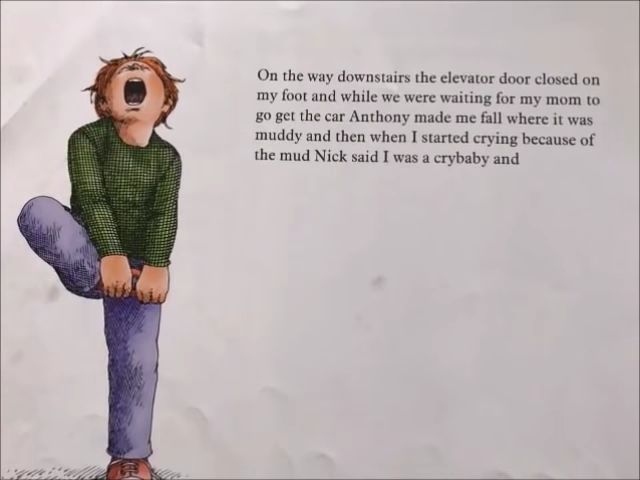 On the way downstairs the elevator door closed on
my foot and while we were waiting for my mom to
go get the car Anthony made me fall where it was
muddy and then when I started crying because of
the mud Nick said I was a crybaby and